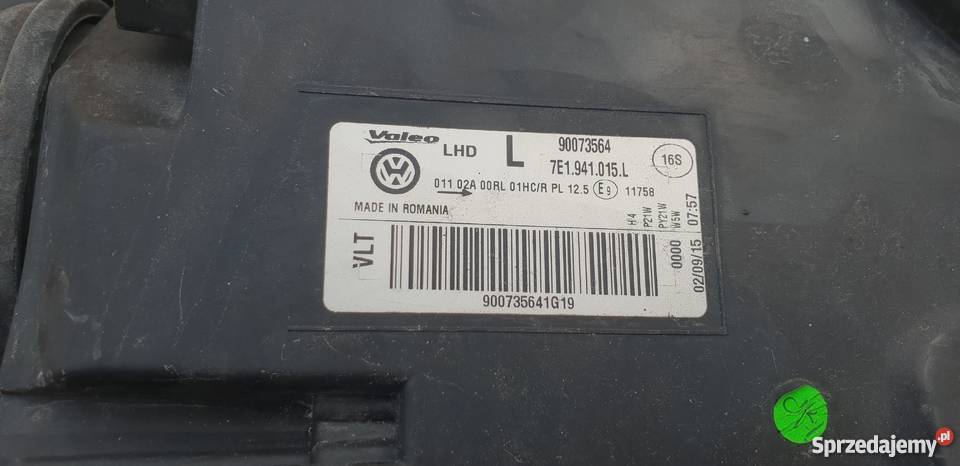 Valeo
LHD L 90073564
7E1.941.015.L
16S
011 02A 00RL 01HC/R PL 12.5 E9 11758
MADE IN ROMANIA
H4
P21W
PY21W
W5W
VLT
0000
02/09/15 07:57
900735641G19
OK
Sprzedajemy.pl